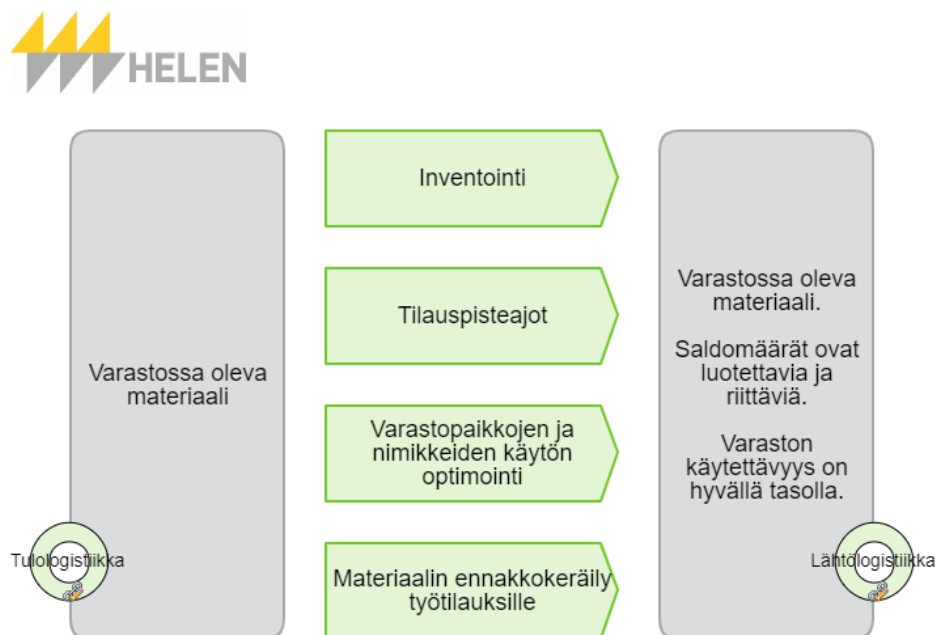 HELEN
Varastossa oleva
materiaali
Tulologistiikka
Inventointi
Tilauspisteajot
Varastopaikkojen ja
nimikkeiden käytön
optimointi
Materiaalin ennakkokeräily
työtilauksille
Varastossa oleva
materiaali.
Saldomäärät ovat
luotettavia ja
riittäviä.
Varaston
käytettävyys on
hyvällä tasolla.
Lähtölogistiikka